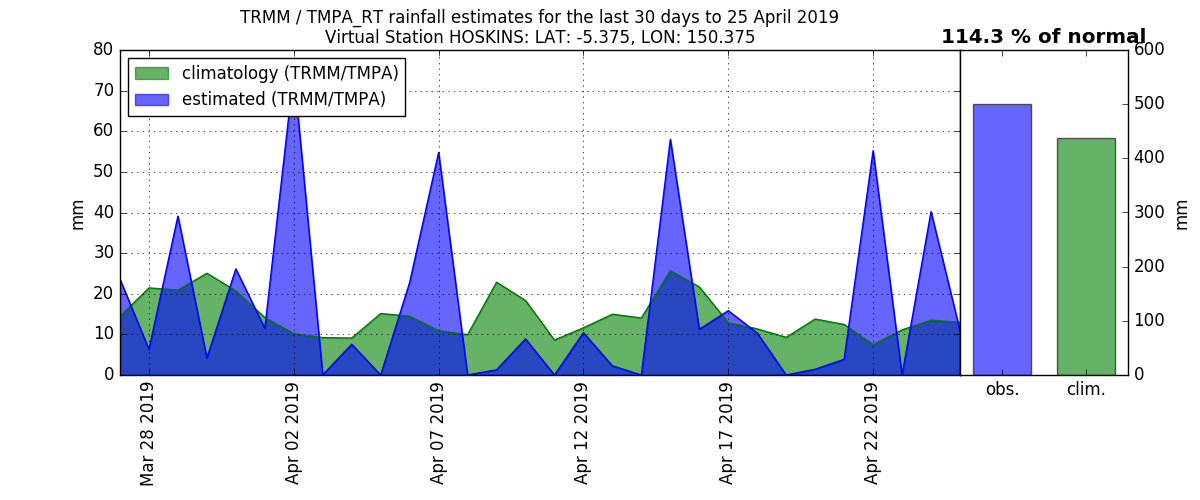 TRMM / TMPA_RT rainfall estimates for the last 30 days to 25 April 2019
Virtual Station HOSKINS: LAT: -5.375, LON: 150.375
114.3 % of normal
climatology (TRMM/TMPA)
estimated (TRMM/TMPA)
80
70
60
50
40
30
20
10
0
mm
Mar 28 2019
Apr 02 2019
Apr 07 2019
Apr 12 2019
Apr 17 2019
Apr 22 2019
600
500
400
300
200
100
0
mm
obs.
clim.